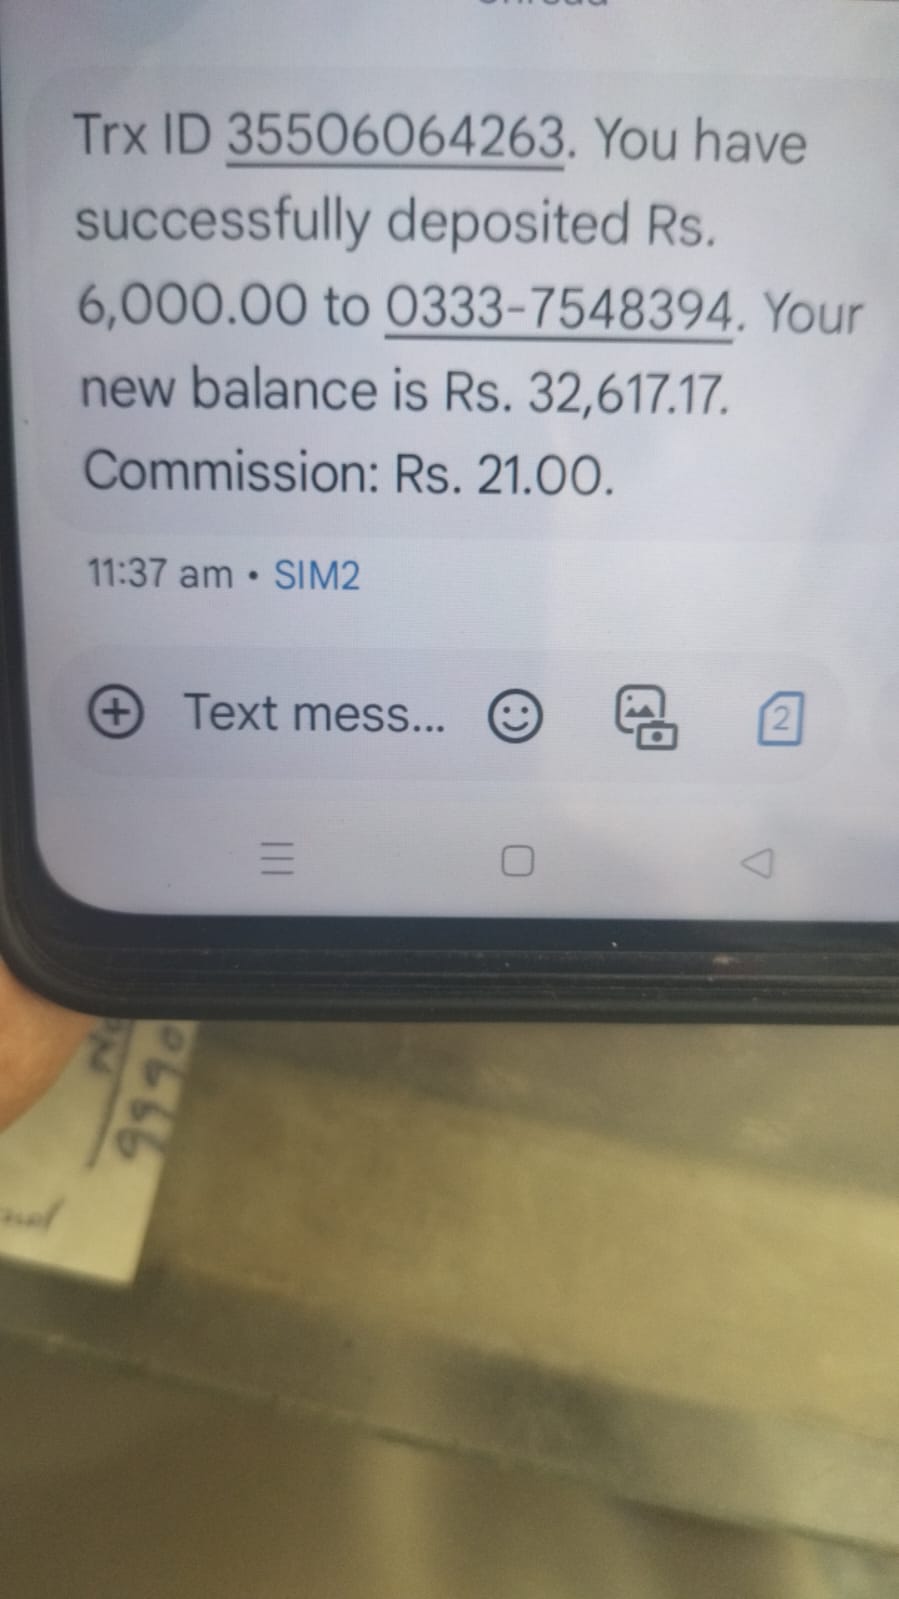 Trx ID 35506064263. You have
successfully deposited Rs.
6,000.00 to 0333-7548394. Your
new balance is Rs. 32,617.17.
Commission: Rs. 21.00.
11:37 am • SIM2
Text mess...
2